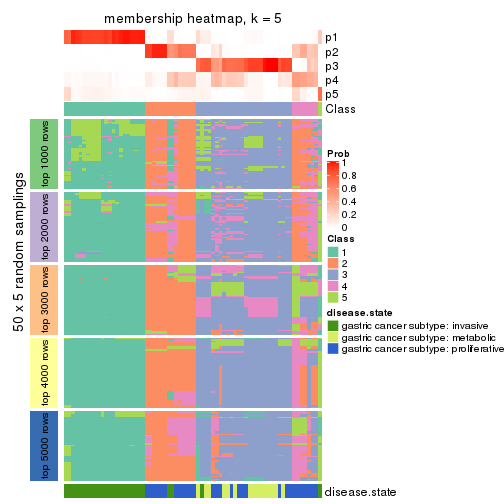 membership heatmap, k = 5
p1
p2
p3
p4
p5
Class
50 x 5 random samplings
top 1000 rows
top 2000 rows
top 3000 rows
top 4000 rows
top 5000 rows
disease.state
Prob
1
0.8
0.6
0.4
0.2
0
Class
1
2
3
4
5
disease.state
gastric cancer subtype: invasive
gastric cancer subtype: metabolic
gastric cancer subtype: proliferative